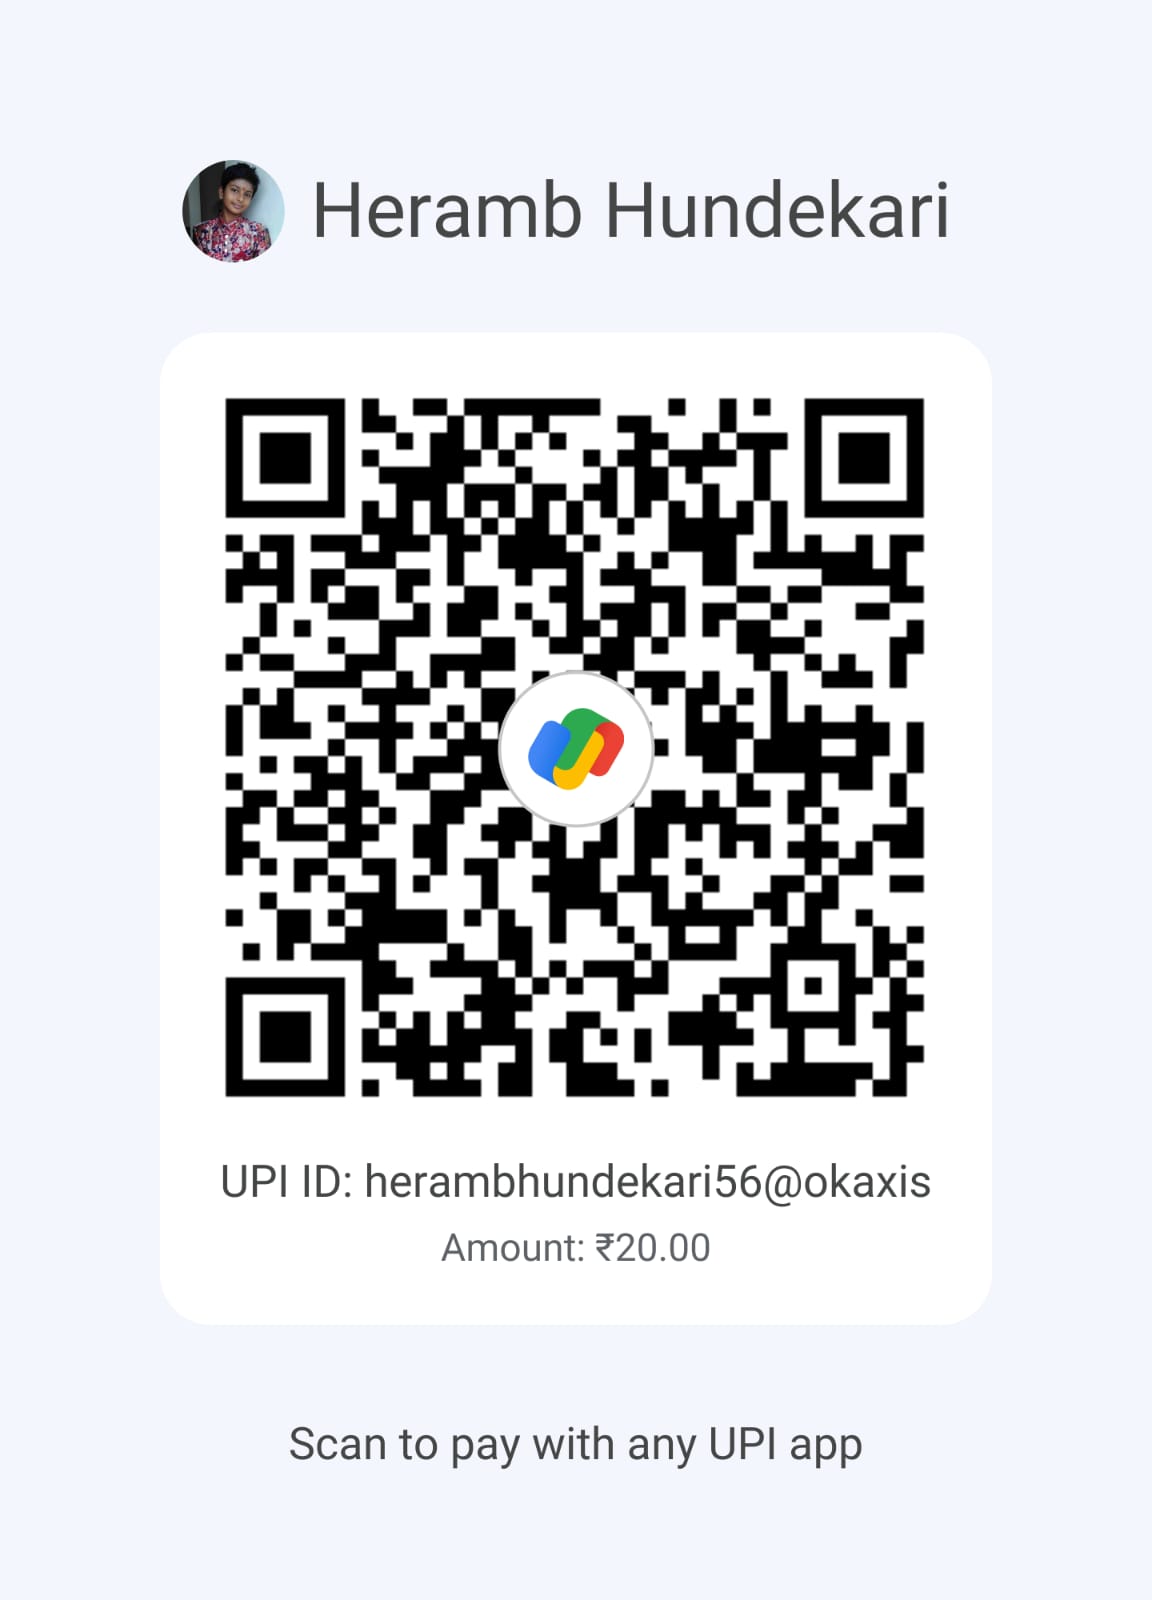 Heramb Hundekari
UPI ID: herambhundekari56@okaxis
Amount: ₹20.00
Scan to pay with any UPI app